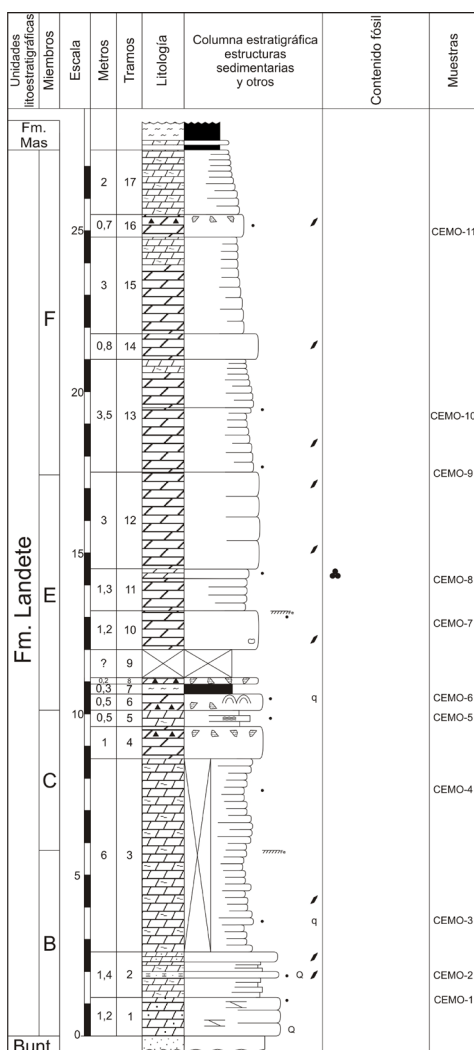 Unidades
litoestratigráficas
Miembros
Escala
Metros
Tramos
Litología
Columna estratigráfica
estructuras
sedimentarias
y otros
Contenido fósil
Muestras
Fm.
Mas
2 17
25 0,7 16 CEMO-11
3 15
F
0,8 14
20
3,5 13 CEMO-10
CEMO-9
3 12
15
1,3 11 CEMO-8
E
Fm. Landete
1,2 10 CEMO-7
? 9
0,2 8
0,3 7
0,5 6 q CEMO-6
10 0,5 5 CEMO-5
1 4
C CEMO-4
6 3
5
q CEMO-3
B
1,4 2 Q CEMO-2
CEMO-1
1,2 1
Q
0
Bunt.